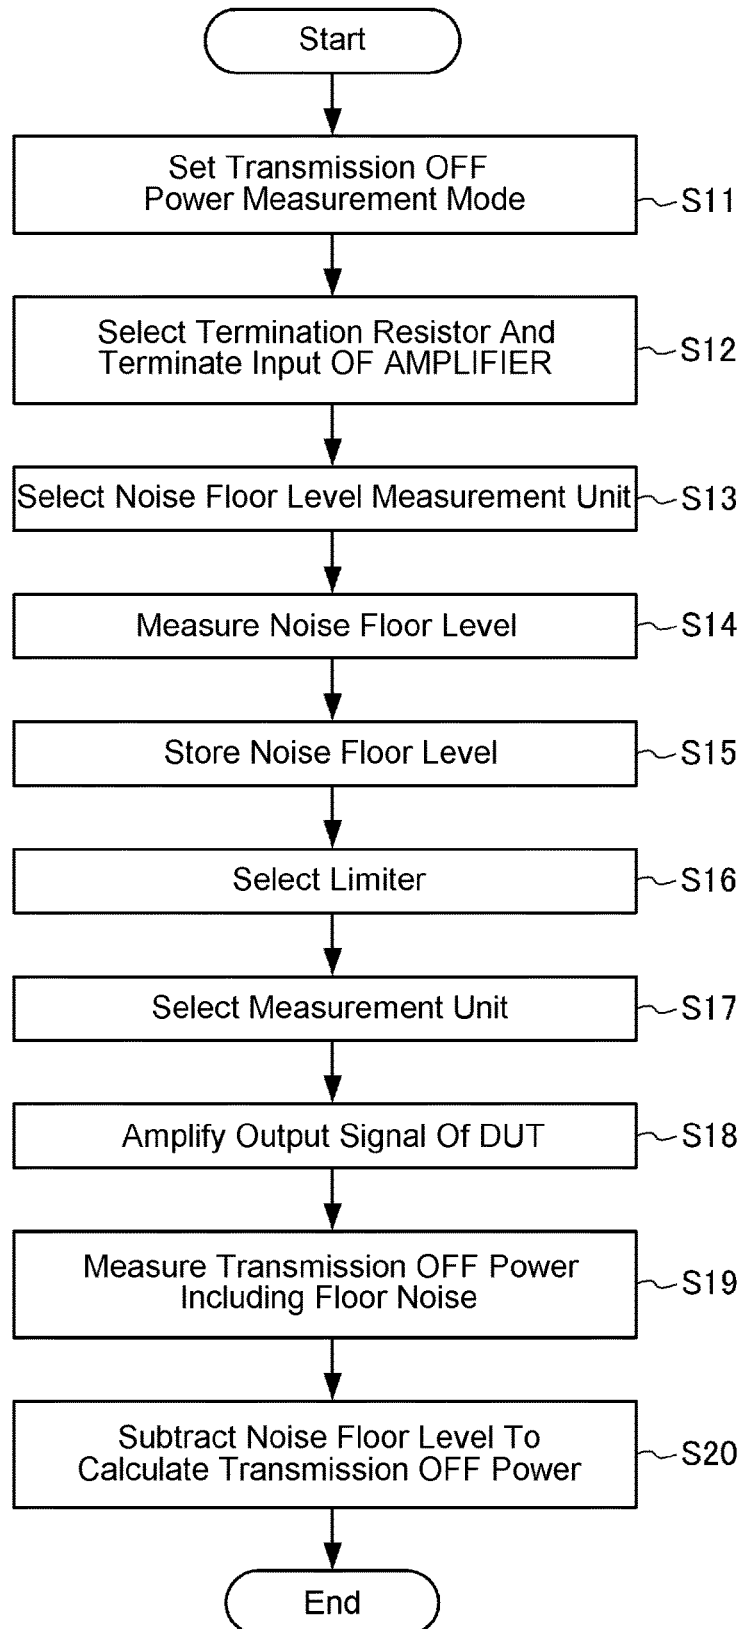 Start
Set Transmission OFF
Power Measurement Mode
S11
Select Termination Resistor And
Terminate Input OF AMPLIFIER
S12
Select Noise Floor Level Measurement Unit
S13
Measure Noise Floor Level
S14
Store Noise Floor Level
S15
Select Limiter
S16
Select Measurement Unit
S17
Amplify Output Signal Of DUT
S18
Measure Transmission OFF Power
Including Floor Noise
S19
Subtract Noise Floor Level To
Calculate Transmission OFF Power
S20
End